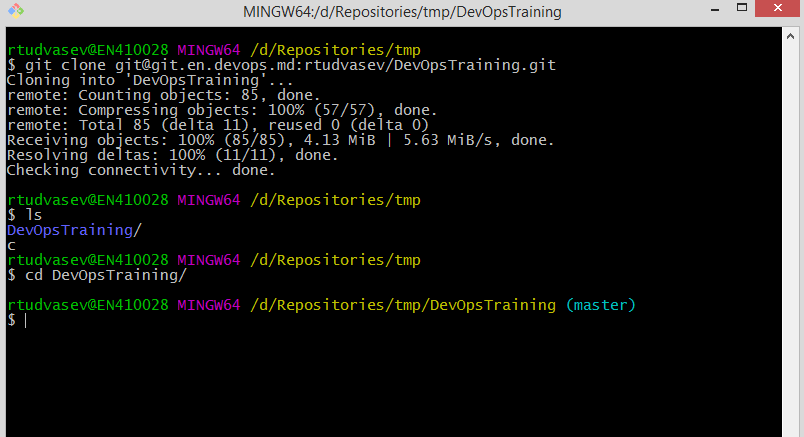 MINGW64:/d/Repositories/tmp/DevOpsTraining
rtudvasev@EN410028 MINGW64 /d/Repositories/tmp
$ git clone git@git.en.devops.md:rtudvasev/DevOpsTraining.git
Cloning into 'DevOpsTraining'...
remote: Counting objects: 85, done.
remote: Compressing objects: 100% (57/57), done.
remote: Total 85 (delta 11), reused 0 (delta 0)
Receiving objects: 100% (85/85), 4.13 MiB | 5.63 MiB/s, done.
Resolving deltas: 100% (11/11), done.
Checking connectivity... done.
rtudvasev@EN410028 MINGW64 /d/Repositories/tmp
$ ls
DevOpsTraining/
c
rtudvasev@EN410028 MINGW64 /d/Repositories/tmp
$ cd DevOpsTraining/
rtudvasev@EN410028 MINGW64 /d/Repositories/tmp/DevOpsTraining (master)
$